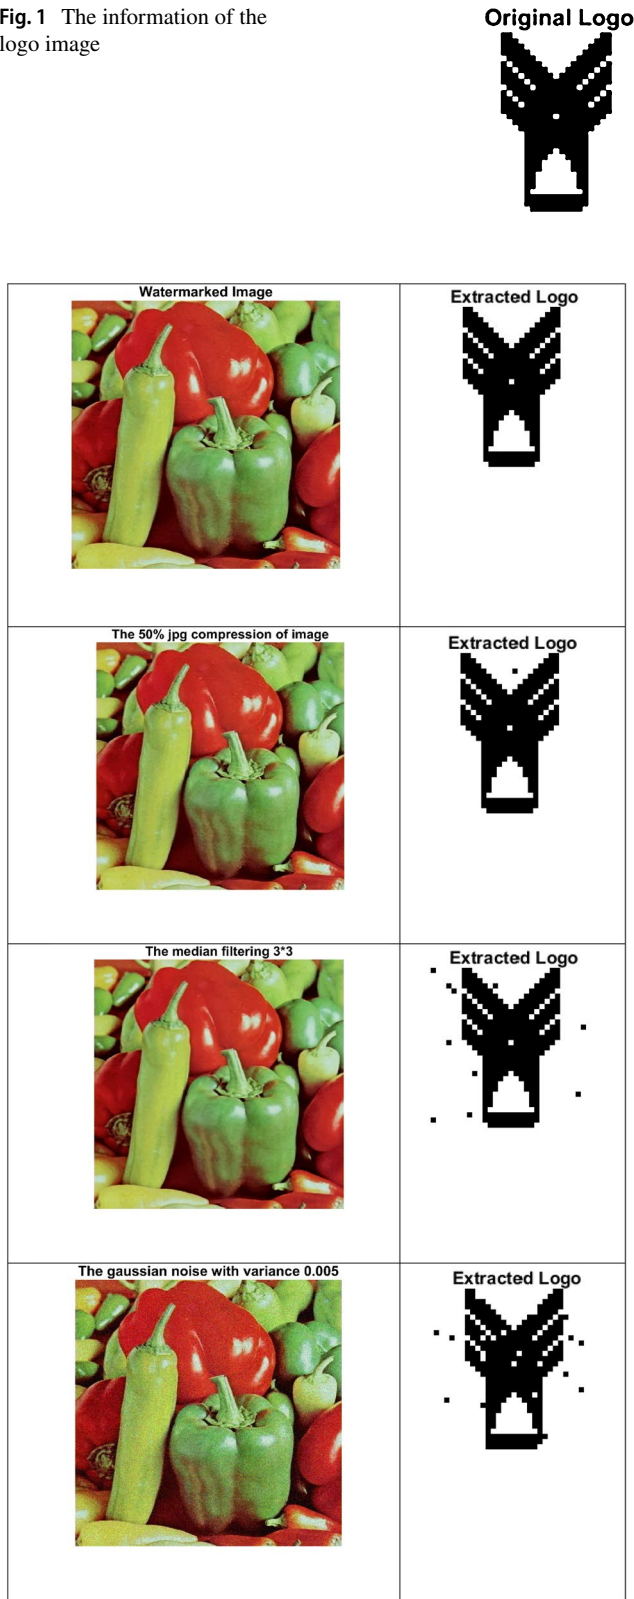 Fig. 1 The information of the
logo image
Original Logo
Watermarked Image
Extracted Logo
The 50% jpg compression of image
Extracted Logo
The median filtering 3*3
Extracted Logo
The gaussian noise with variance 0.005
Extracted Logo